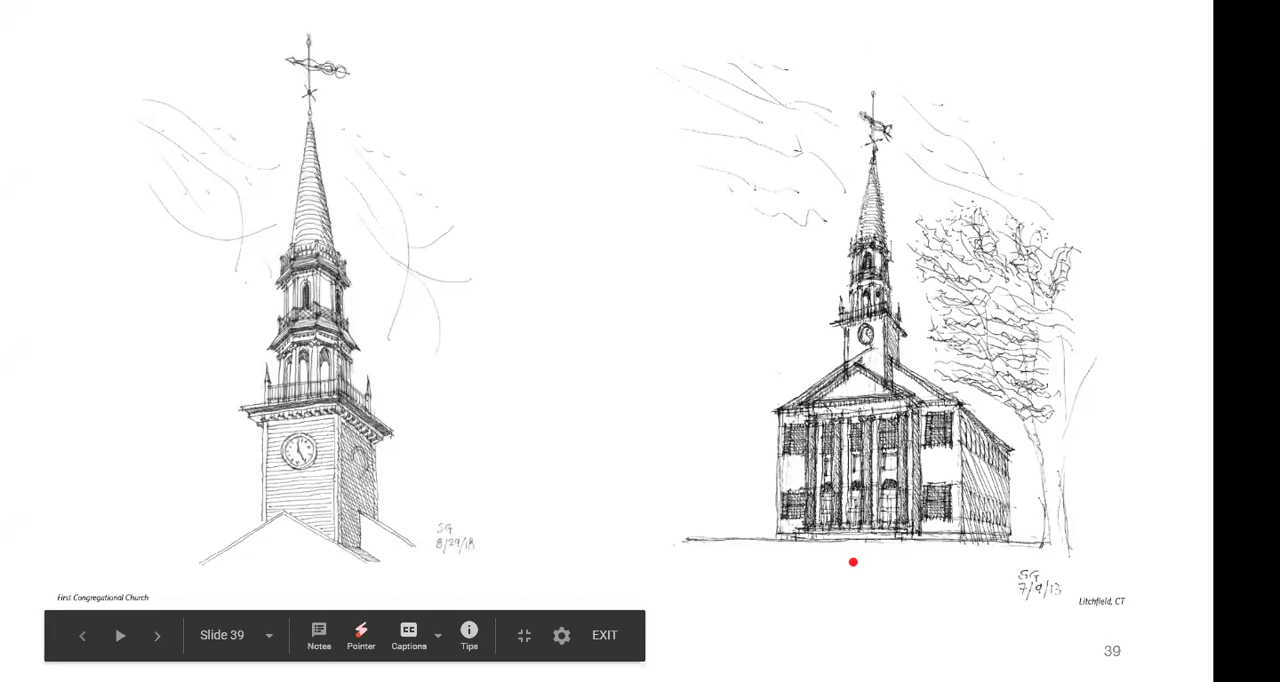 SG
8/29/18
First Congregational Church
SG
7/9/13
Litchfield, CT
Slide 39
Notes
Pointer
CC
Captions
Tips
EXIT
39